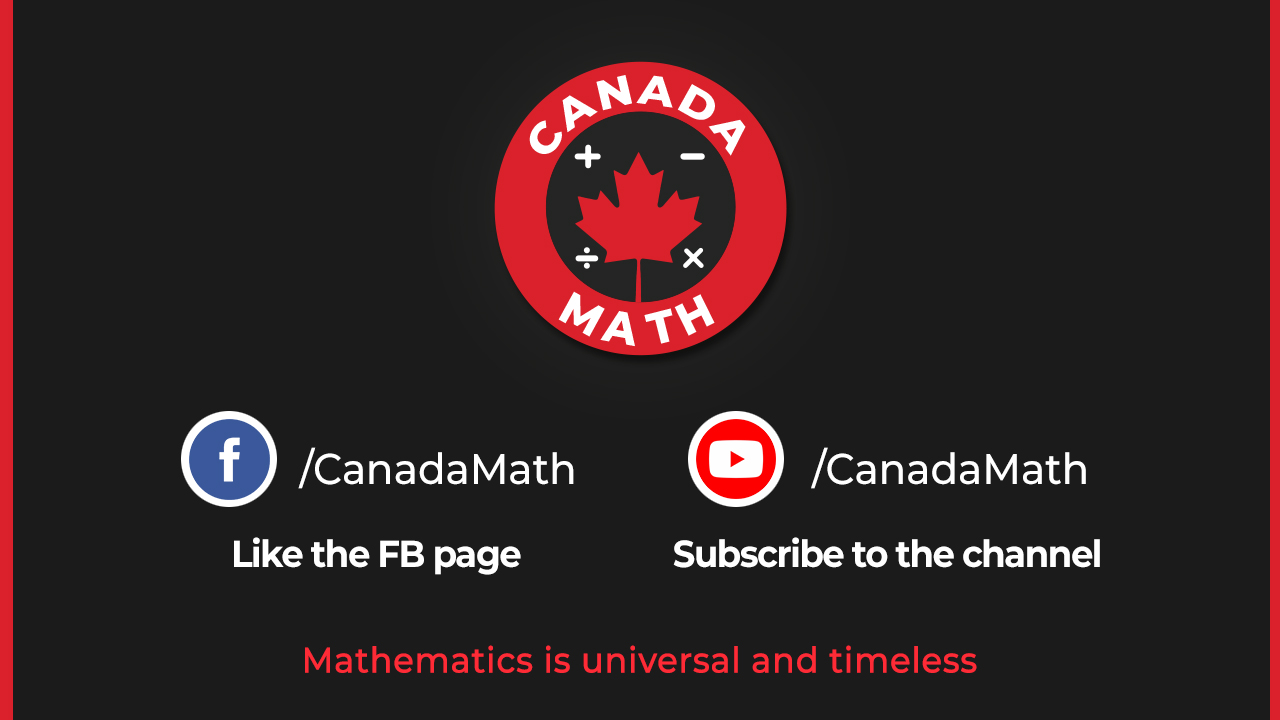 CANADA
+ −
÷ ×
MATH
/CanadaMath
/CanadaMath
Like the FB page
Subscribe to the channel
Mathematics is universal and timeless